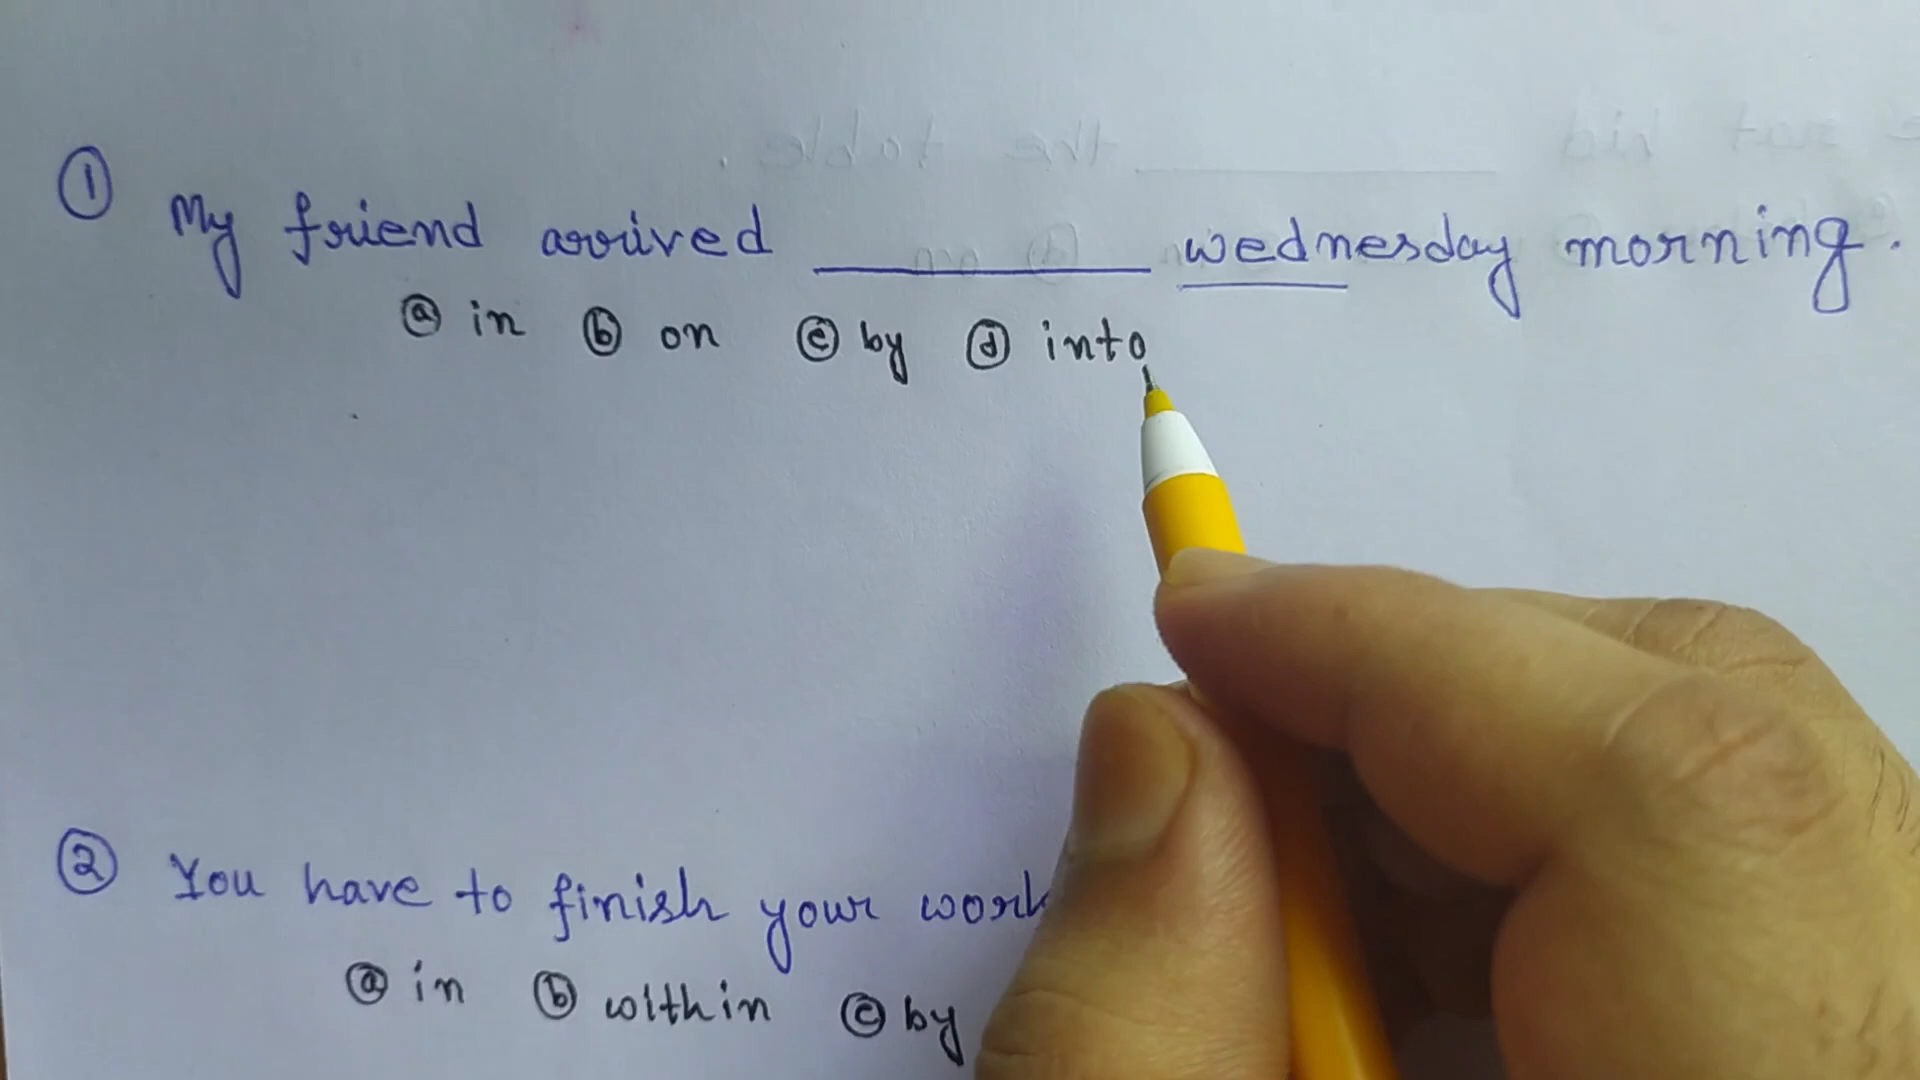 ① My friend arrived ________ wednesday morning.
ⓐ in ⓑ on ⓒ by ⓓ into
② You have to finish your work
ⓐ in ⓑ within ⓒ by